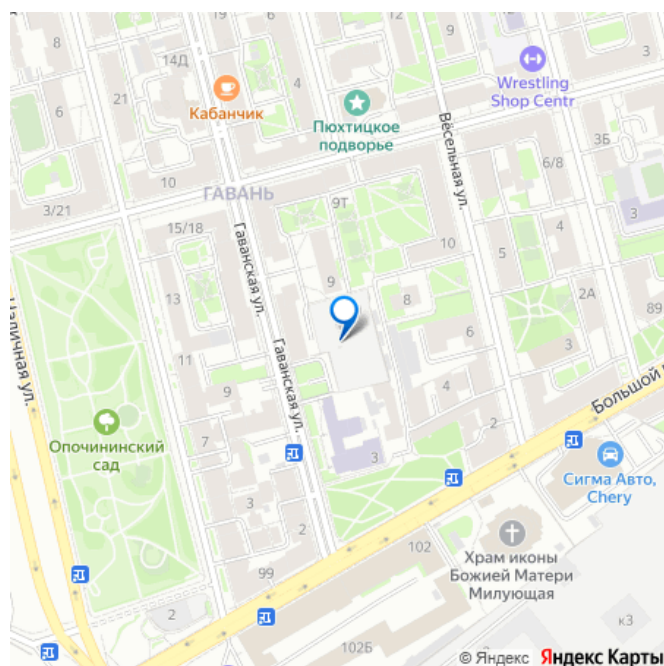 8
14Д
Кабанчик
12
9
Wrestling
Shop Centr
6
21
Пюхтицкое
подворье
Весельная ул.
3Б
6/8
10
ГАВАНЬ
9Т
3/21
15/18
Гаванская ул.
10
5
4
3
13
9
8
2А
89
Наличная ул.
11
6
3
Гаванская ул.
9
4
Большой
Опочининский
сад
7
2
3
Сигма Авто,
Chery
3
2
102
Храм иконы
Божией Матери
Милующая
99
2
к3
102Б
© Яндекс Яндекс Карты